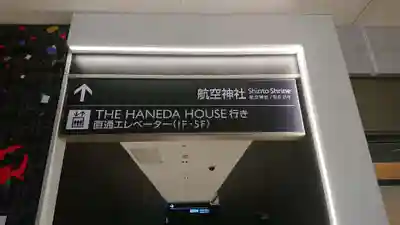 航空神社 Shinto Shrine
THE HANEDA HOUSE 行き
直通エレベーター(1F-5F)